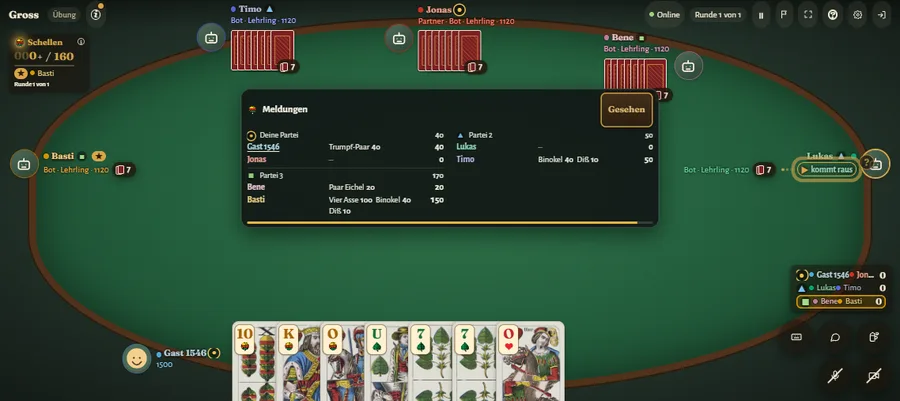 Gross Übung
Timo
Bot · Lehrling · 1120
7
Jonas
Partner · Bot · Lehrling · 1120
7
Bene
Bot · Lehrling · 1120
7
Online
Runde 1 von 1
Schellen
000+ / 160
Basti
Runde 1 von 1
Meldungen
Gesehen
Deine Partei 40
Gast 1546 Trumpf-Paar 40 40
Jonas – 0
Partei 2 50
Lukas – 0
Timo Binokel 40 Diß 10 50
Partei 3 170
Bene Paar Eichel 20 20
Basti Vier Asse 100 Binokel 40 150
Diß 10
Basti
Bot · Lehrling · 1120
7
Lukas
Bot · Lehrling · 1120
7
kommt raus
?
Gast 1546 Jon... 0
Lukas Timo 0
Bene Basti 0
Gast 1546
1500
10 K O U 7 7 O